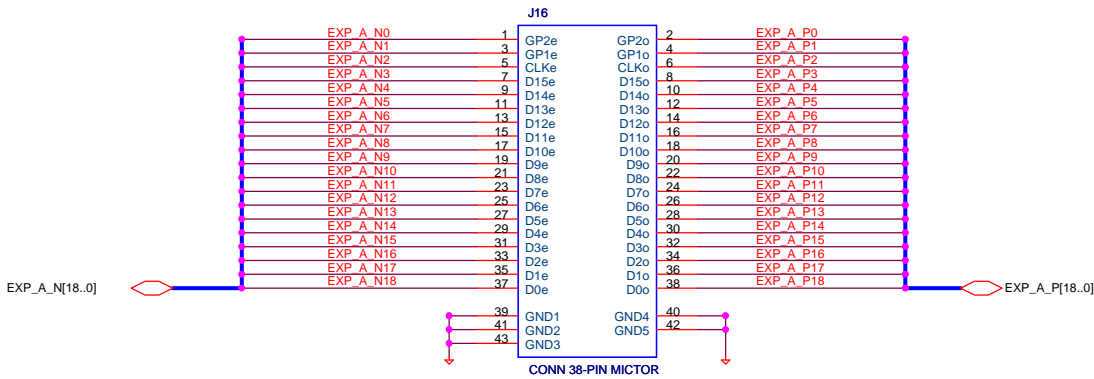 J16
EXP_A_N0 1 GP2e GP2o 2 EXP_A_P0
EXP_A_N1 3 GP1e GP1o 4 EXP_A_P1
EXP_A_N2 5 CLKe CLKo 6 EXP_A_P2
EXP_A_N3 7 D15e D15o 8 EXP_A_P3
EXP_A_N4 9 D14e D14o 10 EXP_A_P4
EXP_A_N5 11 D13e D13o 12 EXP_A_P5
EXP_A_N6 13 D12e D12o 14 EXP_A_P6
EXP_A_N7 15 D11e D11o 16 EXP_A_P7
EXP_A_N8 17 D10e D10o 18 EXP_A_P8
EXP_A_N9 19 D9e D9o 20 EXP_A_P9
EXP_A_N10 21 D8e D8o 22 EXP_A_P10
EXP_A_N11 23 D7e D7o 24 EXP_A_P11
EXP_A_N12 25 D6e D6o 26 EXP_A_P12
EXP_A_N13 27 D5e D5o 28 EXP_A_P13
EXP_A_N14 29 D4e D4o 30 EXP_A_P14
EXP_A_N15 31 D3e D3o 32 EXP_A_P15
EXP_A_N16 33 D2e D2o 34 EXP_A_P16
EXP_A_N17 35 D1e D1o 36 EXP_A_P17
EXP_A_N[18..0] EXP_A_N18 37 D0e D0o 38 EXP_A_P18 EXP_A_P[18..0]
39 GND1 GND4 40
41 GND2 GND5 42
43 GND3
CONN 38-PIN MICTOR